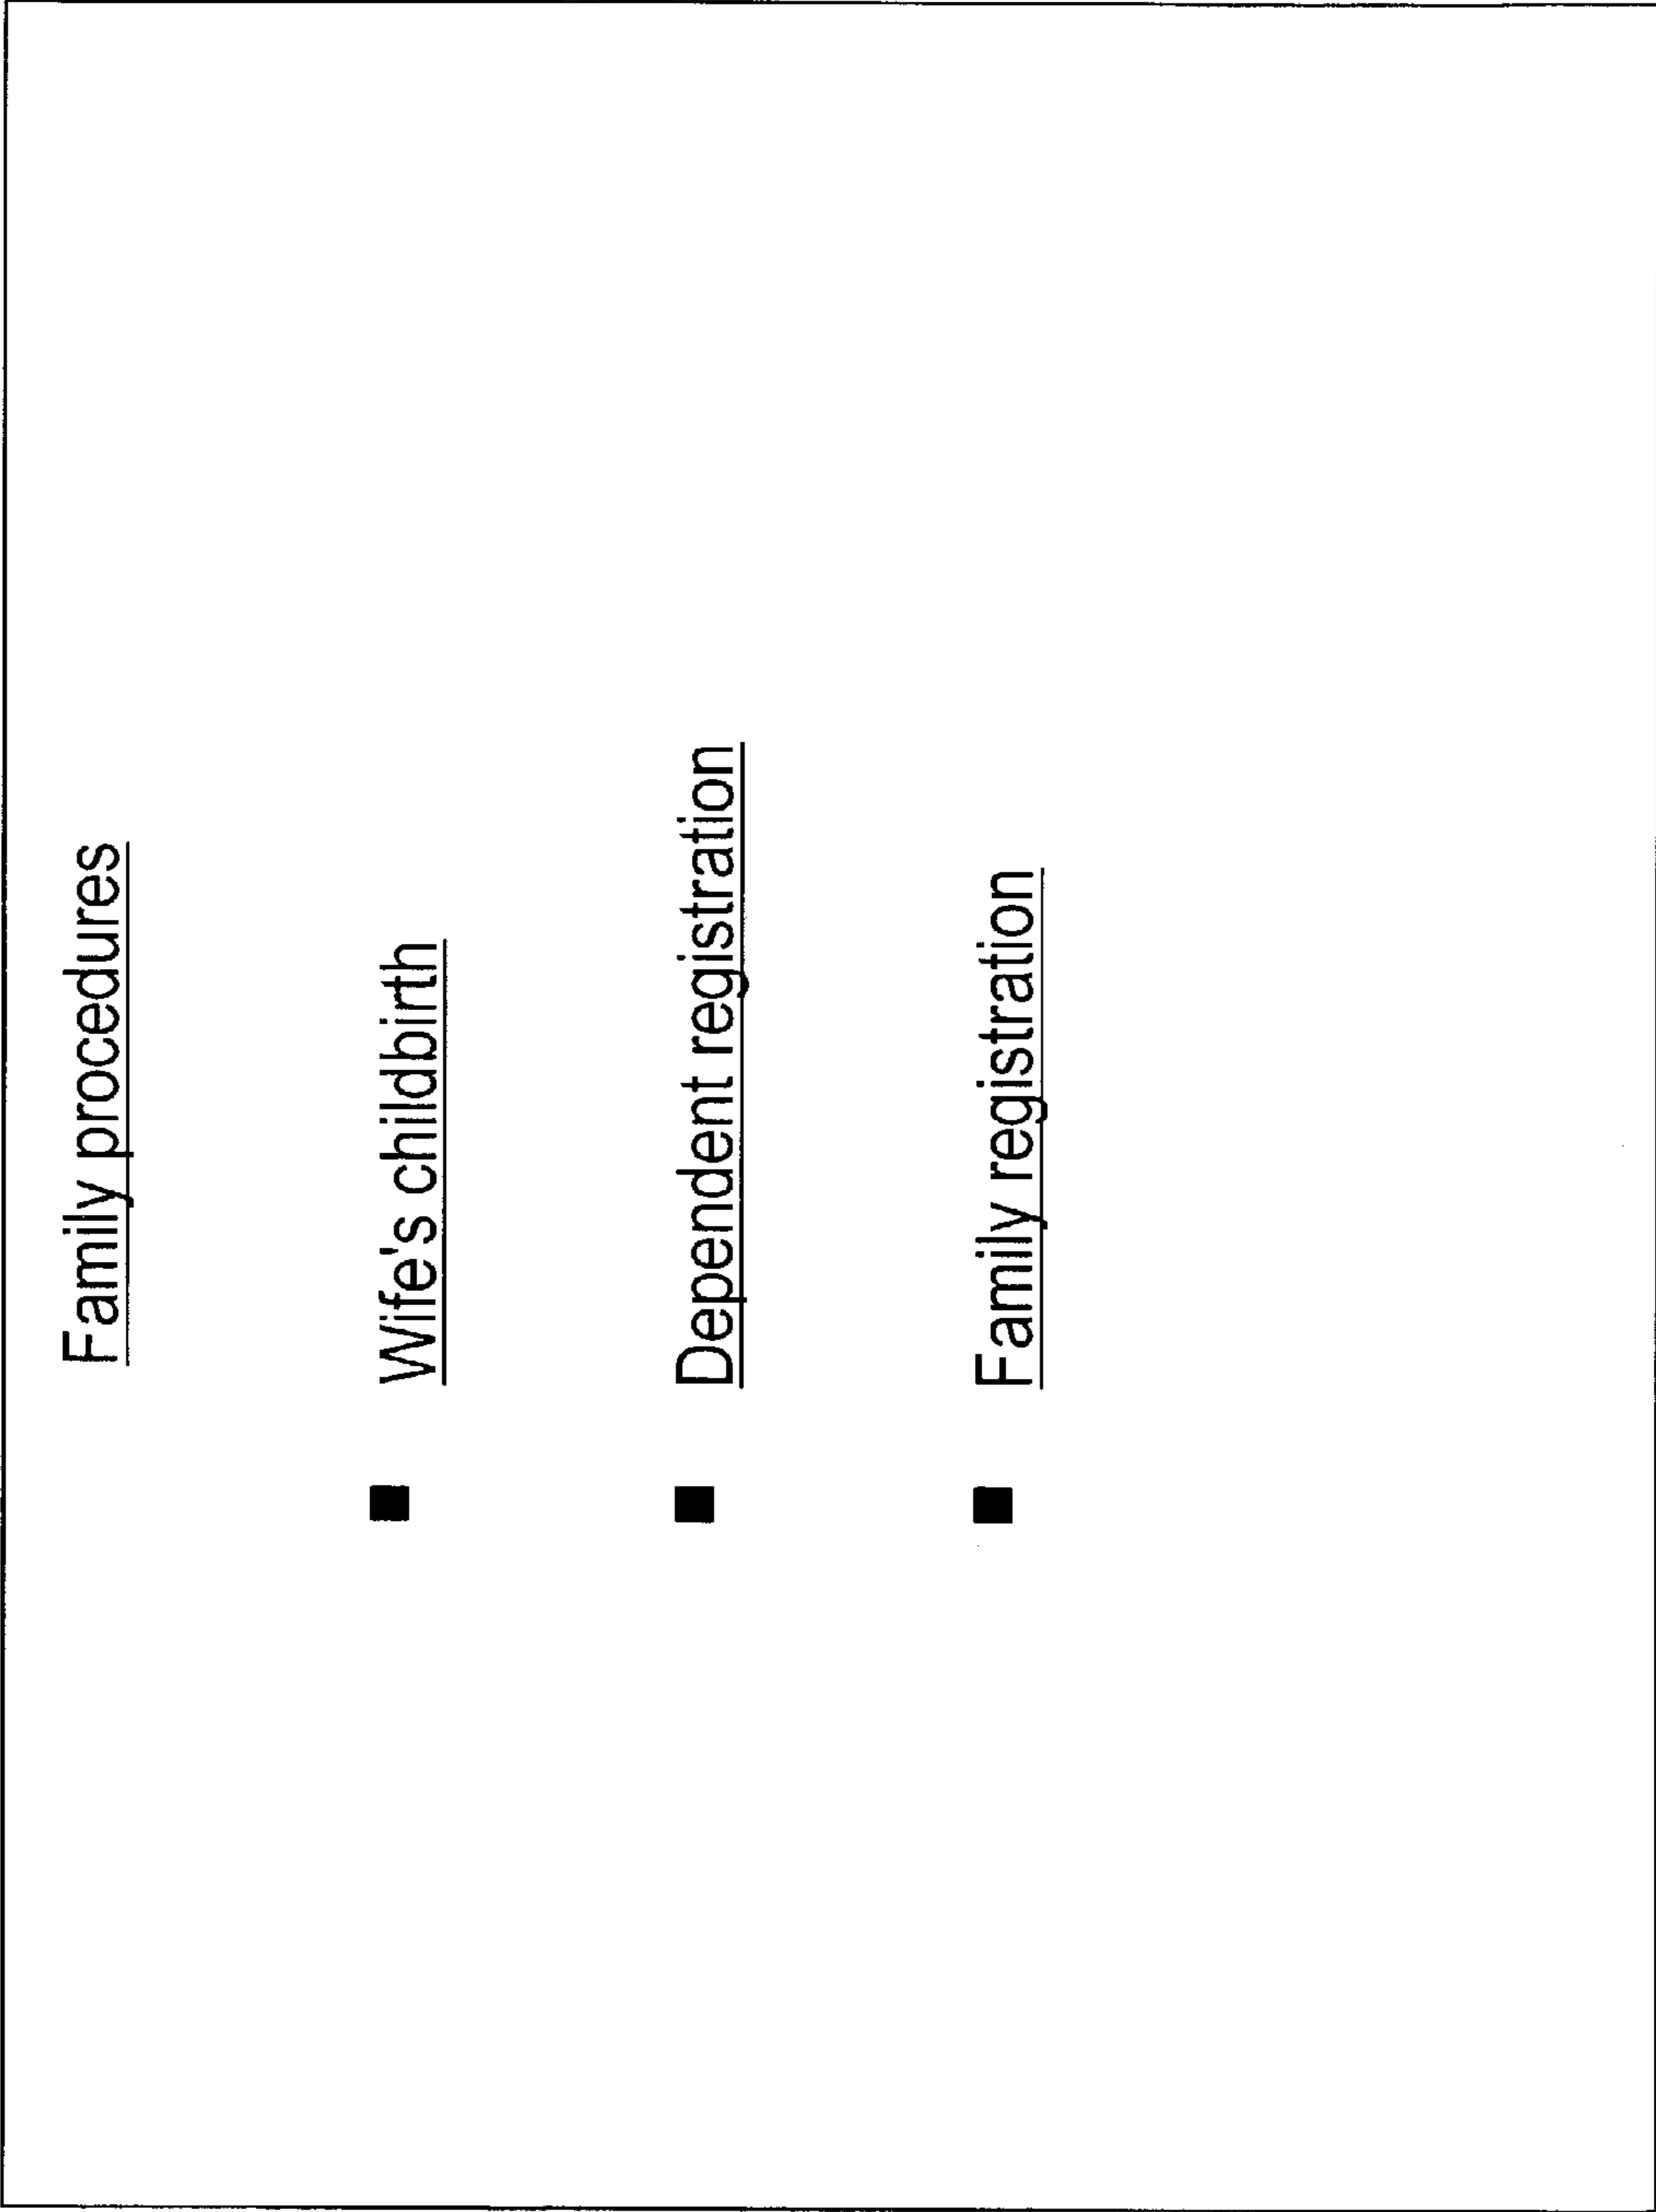 Family procedures
■ Wife's childbirth
■ Dependent registration
■ Family registration